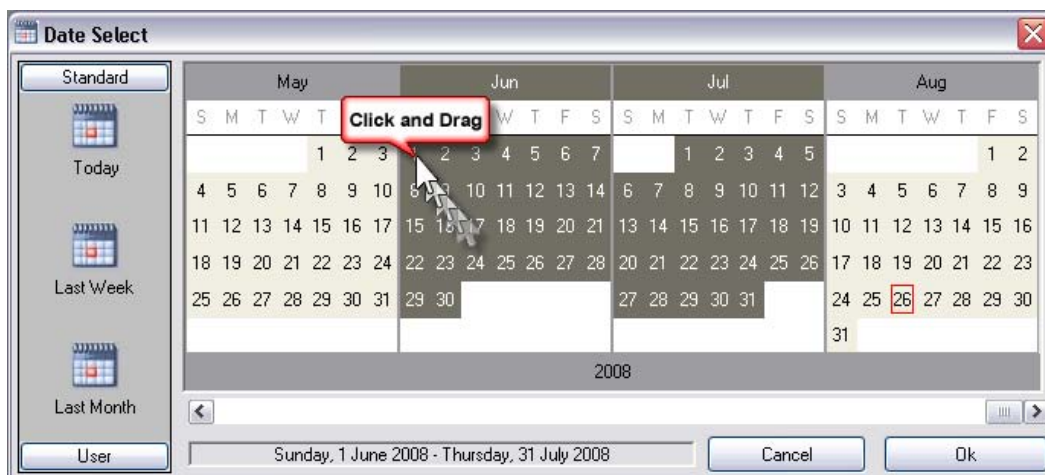 Date Select
Standard
Today
Last Week
Last Month
User
May Jun Jul Aug
S M T W T Click and Drag W T F S S M T W T F S S M T W T F S
1 2 3 1 2 3 4 5 6 7 1 2 3 4 5 1 2
4 5 6 7 8 9 10 8 10 11 12 13 14 6 7 8 9 10 11 12 3 4 5 6 7 8 9
11 12 13 14 15 16 17 15 18 19 20 21 13 14 15 16 17 18 19 10 11 12 13 14 15 16
18 19 20 21 22 23 24 22 23 24 25 26 27 28 20 21 22 23 24 25 26 17 18 19 20 21 22 23
25 26 27 28 29 30 31 29 30 27 28 29 30 31 24 25 26 27 28 29 30
31
2008
Sunday, 1 June 2008 - Thursday, 31 July 2008 Cancel Ok